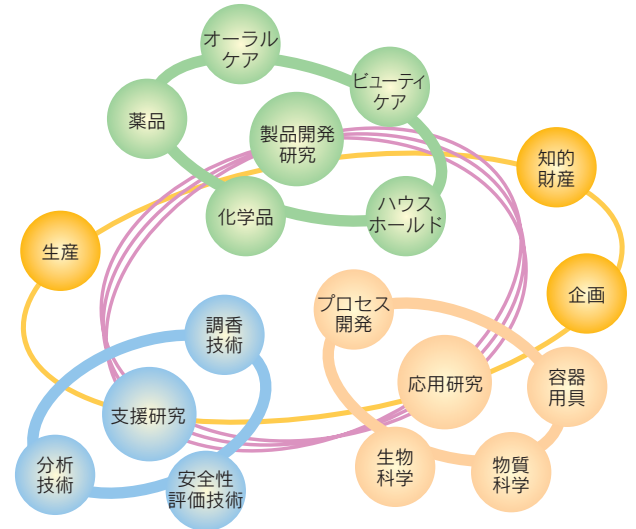 オーラル
ケア
ビューティ
ケア
薬品
製品開発
研究
化学品
ハウス
ホールド
知的
財産
生産
企画
プロセス
開発
調香
技術
応用研究
容器
用具
支援研究
生物
科学
物質
科学
分析
技術
安全性
評価技術